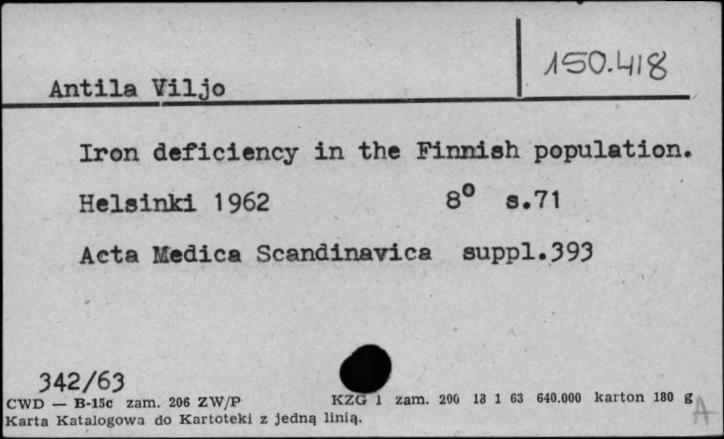 150.418
Antila Viljo
Iron deficiency in the Finnish population.
Helsinki 1962 8° s.71
Acta Medica Scandinavica suppl.393
342/63
CWD — B-15c zam. 206 ZW/P KZG 1 zam. 200 18 1 63 640.000 karton 180 g
Karta Katalogowa do Kartoteki z jedną linią.
A